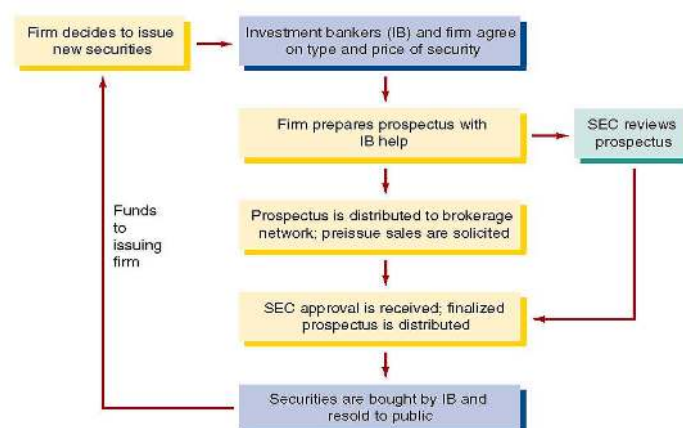 Firm decides to issue
new securities
Investment bankers (IB) and firm agree
on type and price of security
Firm prepares prospectus with
IB help
SEC reviews
prospectus
Funds
to
issuing
firm
Prospectus is distributed to brokerage
network; preissue sales are solicited
SEC approval is received; finalized
prospectus is distributed
Securities are bought by IB and
resold to public